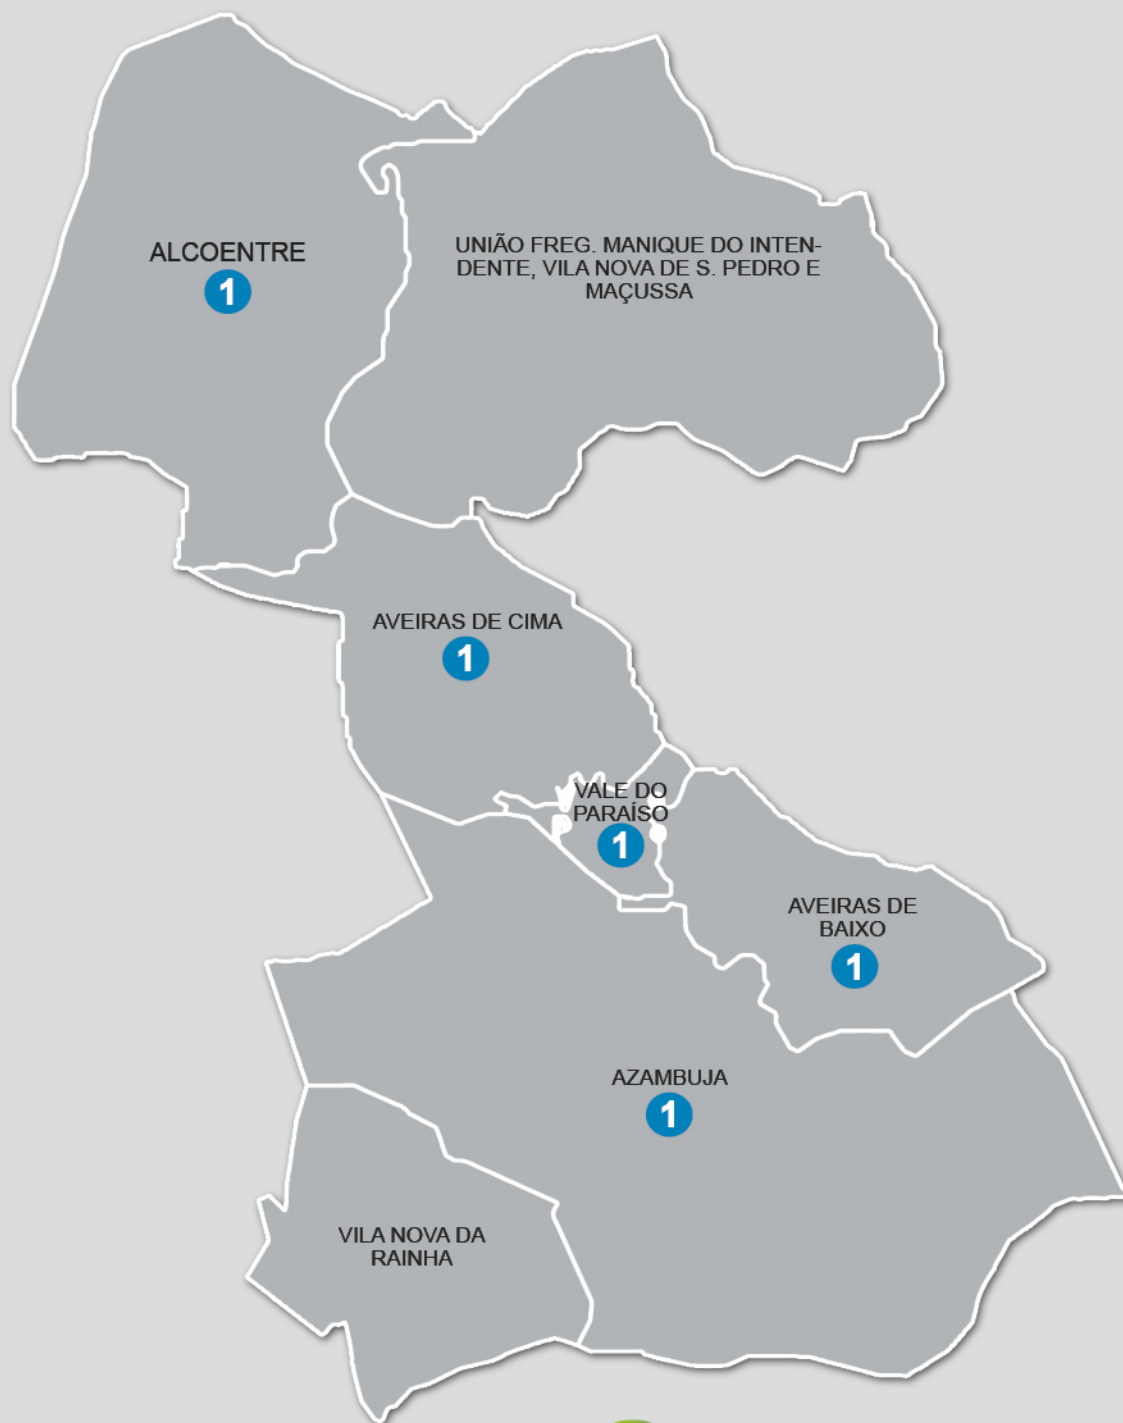 ALCOENTRE
1
UNIÃO FREG. MANIQUE DO INTEN-
DENTE, VILA NOVA DE S. PEDRO E
MAÇUSSA
AVEIRAS DE CIMA
1
VALE DO
PARAÍSO
1
AVEIRAS DE
BAIXO
1
AZAMBUJA
1
VILA NOVA DA
RAINHA